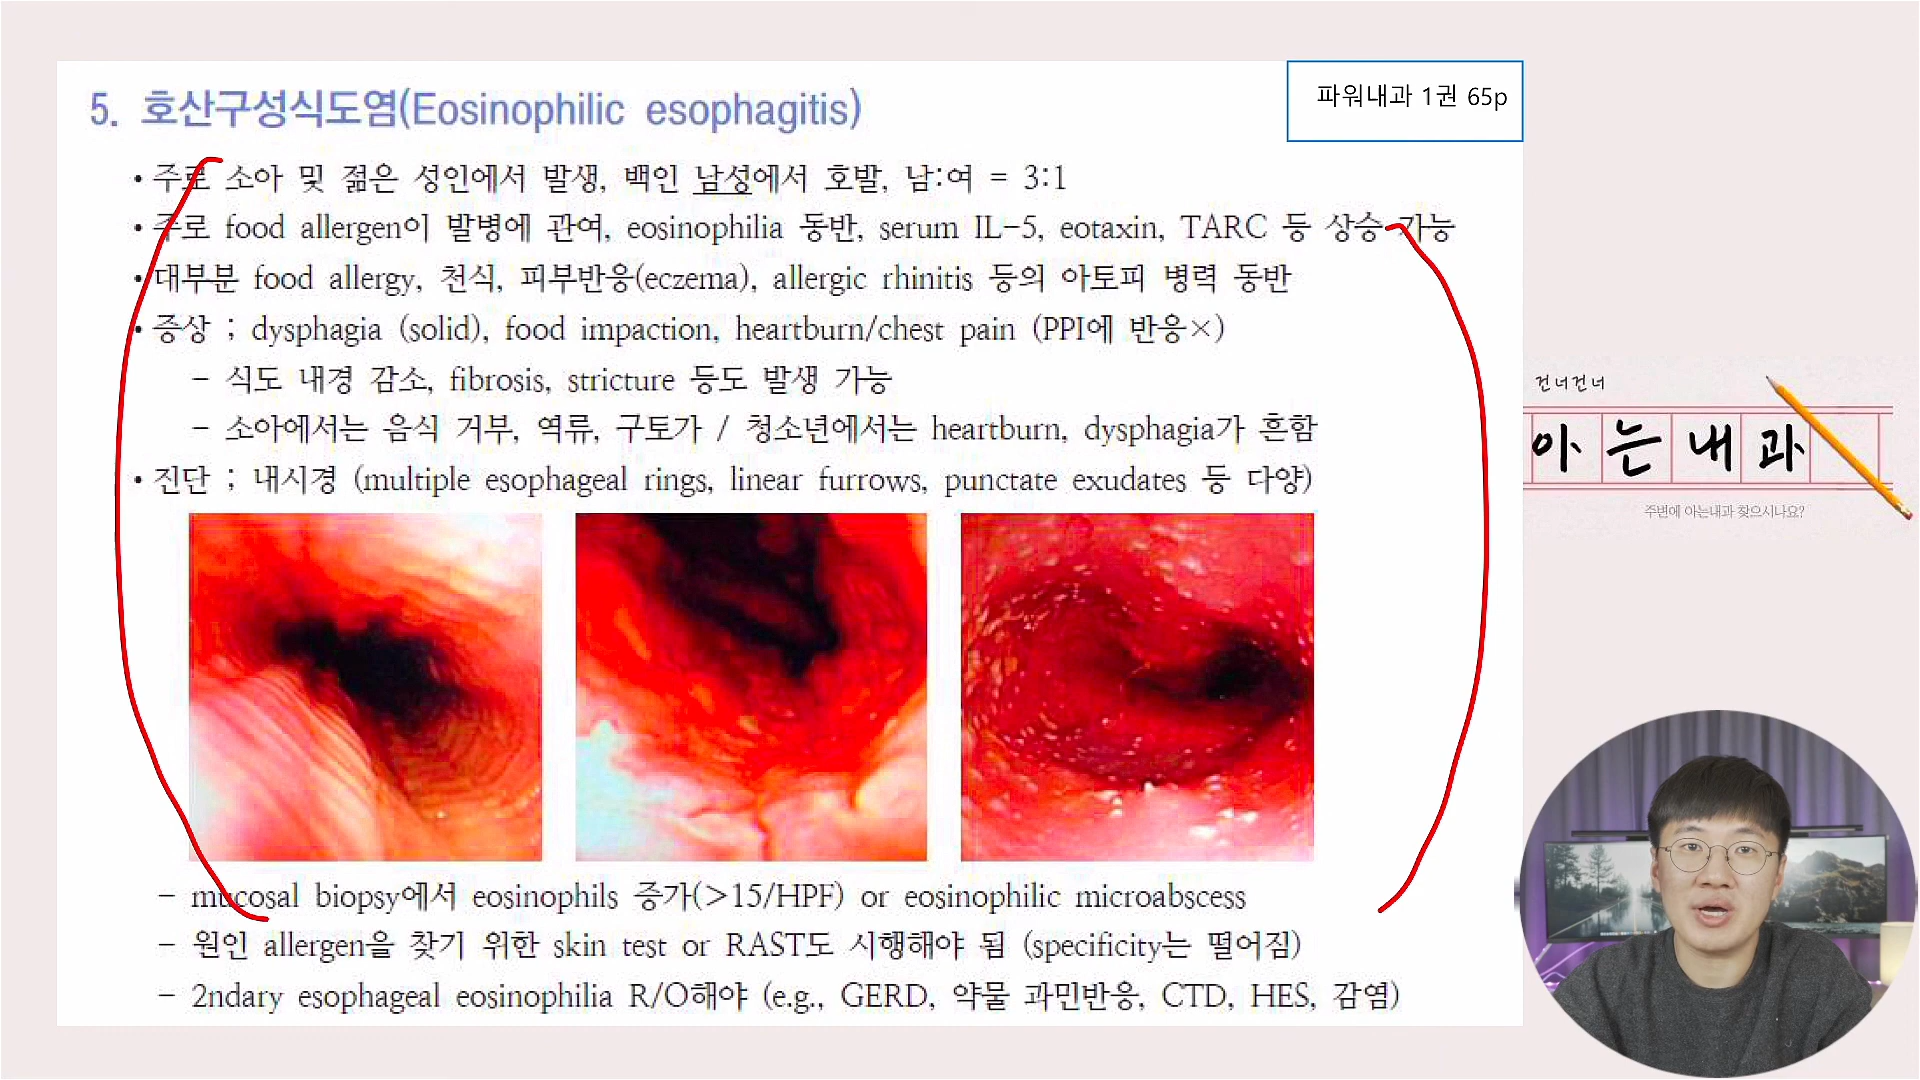 5. 호산구성식도염(Eosinophilic esophagitis)
파워내과 1권 65p
• 주로 소아 및 젊은 성인에서 발생, 백인 남성에서 호발, 남:여 = 3:1
• 주로 food allergen이 발병에 관여, eosinophilia 동반, serum IL-5, eotaxin, TARC 등 상승 가능
• 대부분 food allergy, 천식, 피부반응(eczema), allergic rhinitis 등의 아토피 병력 동반
• 증상 ; dysphagia (solid), food impaction, heartburn/chest pain (PPI에 반응×)
- 식도 내경 감소, fibrosis, stricture 등도 발생 가능
- 소아에서는 음식 거부, 역류, 구토가 / 청소년에서는 heartburn, dysphagia가 흔함
• 진단 ; 내시경 (multiple esophageal rings, linear furrows, punctate exudates 등 다양)
- mucosal biopsy에서 eosinophils 증가(>15/HPF) or eosinophilic microabscess
- 원인 allergen을 찾기 위한 skin test or RAST도 시행해야 됨 (specificity는 떨어짐)
- 2ndary esophageal eosinophilia R/O해야 (e.g., GERD, 약물 과민반응, CTD, HES, 감염)
건너건너
아는내과
주변에 아는내과 찾으시나요?